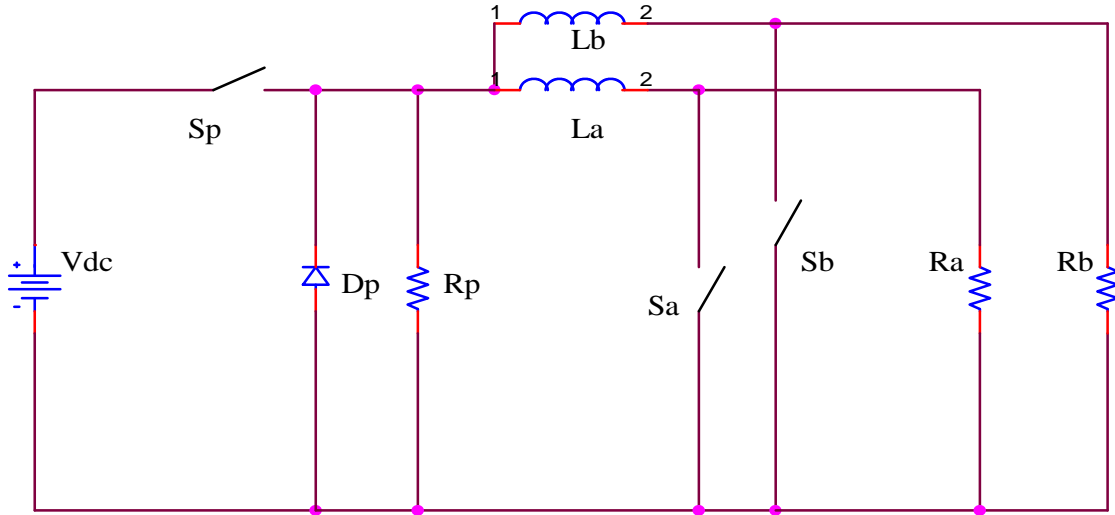 1 2
Lb
1 2
La
Sp
+
Vdc
-
Dp
Rp
Sa
Sb
Ra
Rb